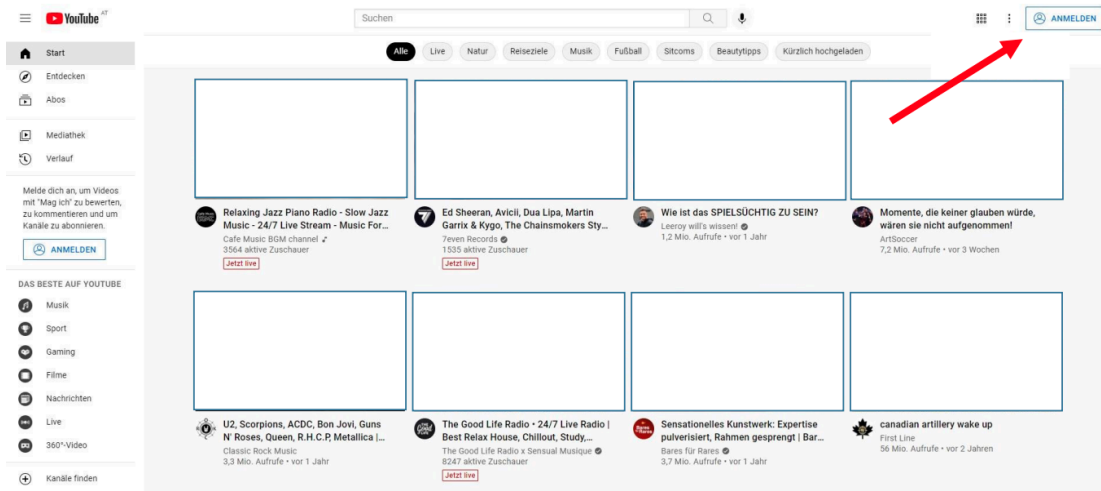 YouTube AT
Suchen
ANMELDEN
Start
Entdecken
Abos
Mediathek
Verlauf
Melde dich an, um Videos
mit "Mag ich" zu bewerten,
zu kommentieren und um
Kanäle zu abonnieren.
ANMELDEN
DAS BESTE AUF YOUTUBE
Musik
Sport
Gaming
Filme
Nachrichten
Live
360°-Video
Kanäle finden
Alle Live Natur Reiseziele Musik Fußball Sitcoms Beautytipps Kürzlich hochgeladen
Relaxing Jazz Piano Radio - Slow Jazz
Music - 24/7 Live Stream - Music For...
Cafe Music BGM channel
3564 aktive Zuschauer
Jetzt live
Ed Sheeran, Avicii, Dua Lipa, Martin
Garrix & Kygo, The Chainsmokers Sty...
7even Records
1535 aktive Zuschauer
Jetzt live
Wie ist das SPIELSÜCHTIG ZU SEIN?
Leeroy will's wissen!
1,2 Mio. Aufrufe • vor 1 Jahr
Momente, die keiner glauben würde,
wären sie nicht aufgenommen!
ArtSoccer
7,2 Mio. Aufrufe • vor 3 Wochen
U2, Scorpions, ACDC, Bon Jovi, Guns
N' Roses, Queen, R.H.C.P, Metallica |...
Classic Rock Music
3,3 Mio. Aufrufe • vor 1 Jahr
The Good Life Radio • 24/7 Live Radio |
Best Relax House, Chillout, Study,...
The Good Life Radio x Sensual Musique
8247 aktive Zuschauer
Jetzt live
Sensationelles Kunstwerk: Expertise
pulverisiert, Rahmen gesprengt | Bar...
Bares für Rares
3,7 Mio. Aufrufe • vor 1 Jahr
canadian artillery wake up
First Line
56 Mio. Aufrufe • vor 2 Jahren